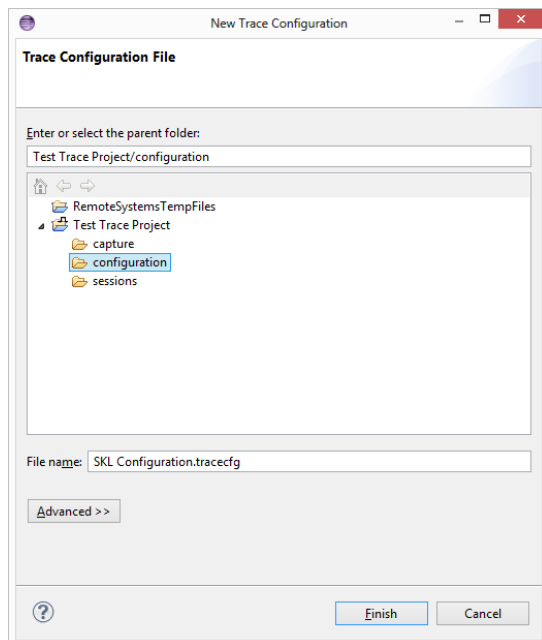 New Trace Configuration
Trace Configuration File
Enter or select the parent folder:
Test Trace Project/configuration
RemoteSystemsTempFiles
Test Trace Project
capture
configuration
sessions
File name: SKL Configuration.tracecfg
Advanced >>
Finish Cancel